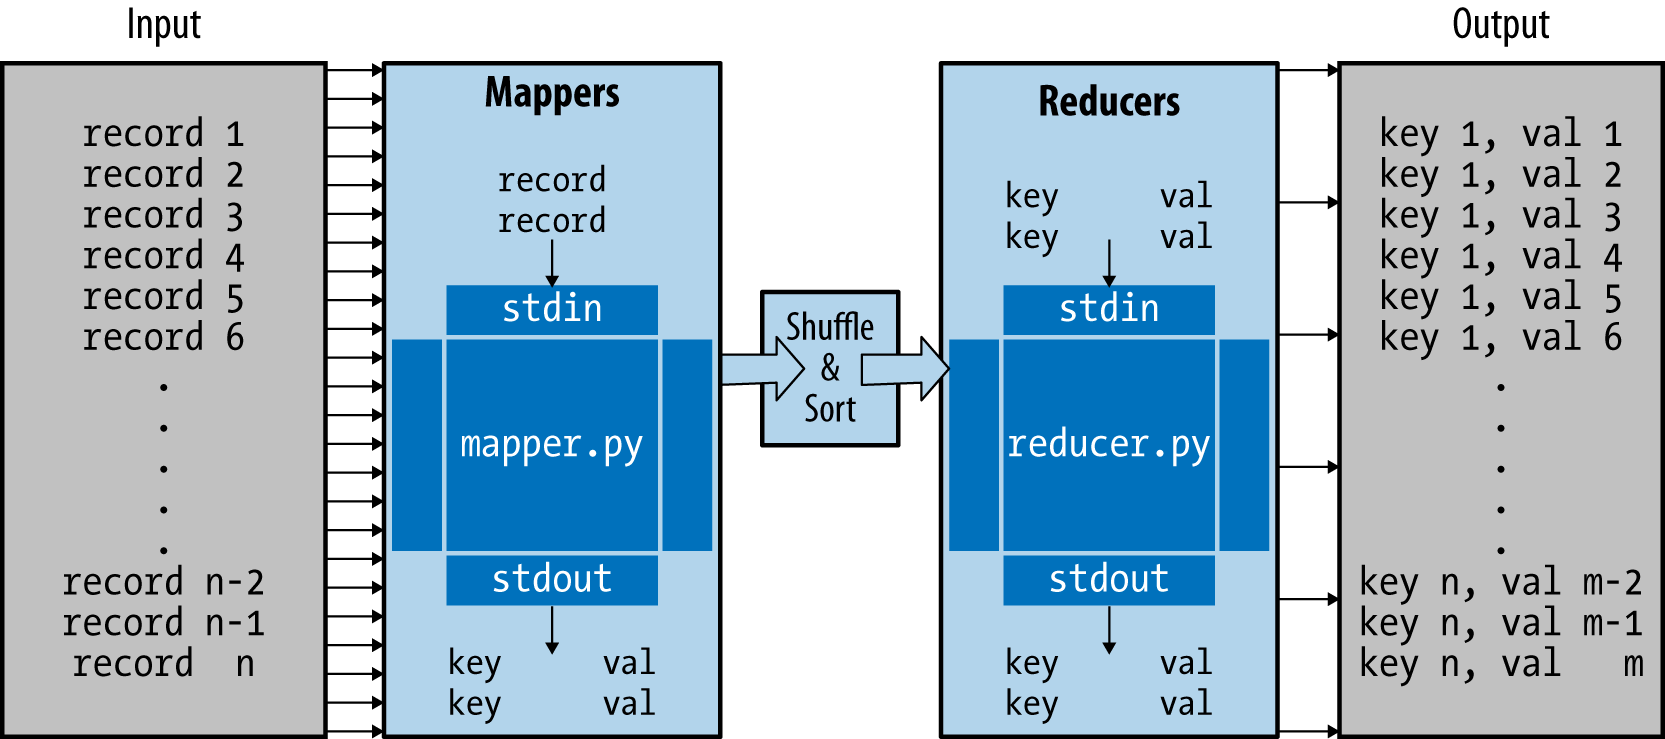 Input
record 1
record 2
record 3
record 4
record 5
record 6
.
.
.
.
.
record n-2
record n-1
record n
Mappers
record
record
stdin
mapper.py
stdout
key val
key val
Shuffle
&
Sort
Reducers
key val
key val
stdin
reducer.py
stdout
key val
key val
Output
key 1, val 1
key 1, val 2
key 1, val 3
key 1, val 4
key 1, val 5
key 1, val 6
.
.
.
.
.
key n, val m-2
key n, val m-1
key n, val m